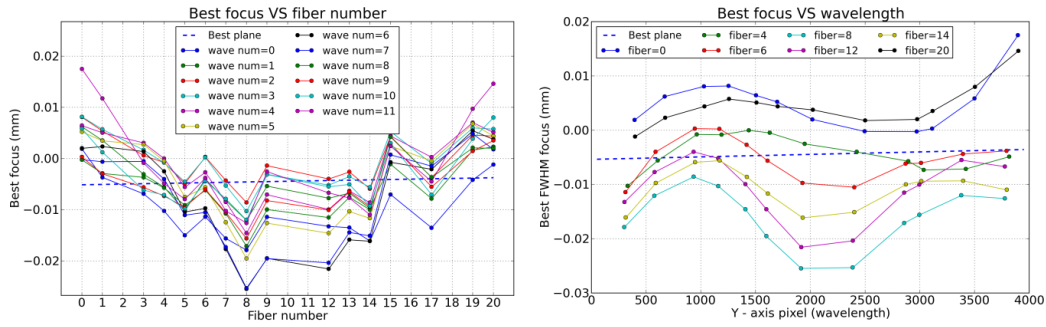 Best focus VS fiber number
Best focus (mm)
0.02
0.01
0.00
−0.01
−0.02
Best plane
wave num=0
wave num=1
wave num=2
wave num=3
wave num=4
wave num=5
wave num=6
wave num=7
wave num=8
wave num=9
wave num=10
wave num=11
0 1 2 3 4 5 6 7 8 9 10 11 12 13 14 15 16 17 18 19 20
Fiber number
Best focus VS wavelength
Best FWHM focus (mm)
0.02
0.01
0.00
−0.01
−0.02
−0.03
Best plane
fiber=0
fiber=4
fiber=6
fiber=8
fiber=12
fiber=14
fiber=20
0 500 1000 1500 2000 2500 3000 3500 4000
Y - axis pixel (wavelength)